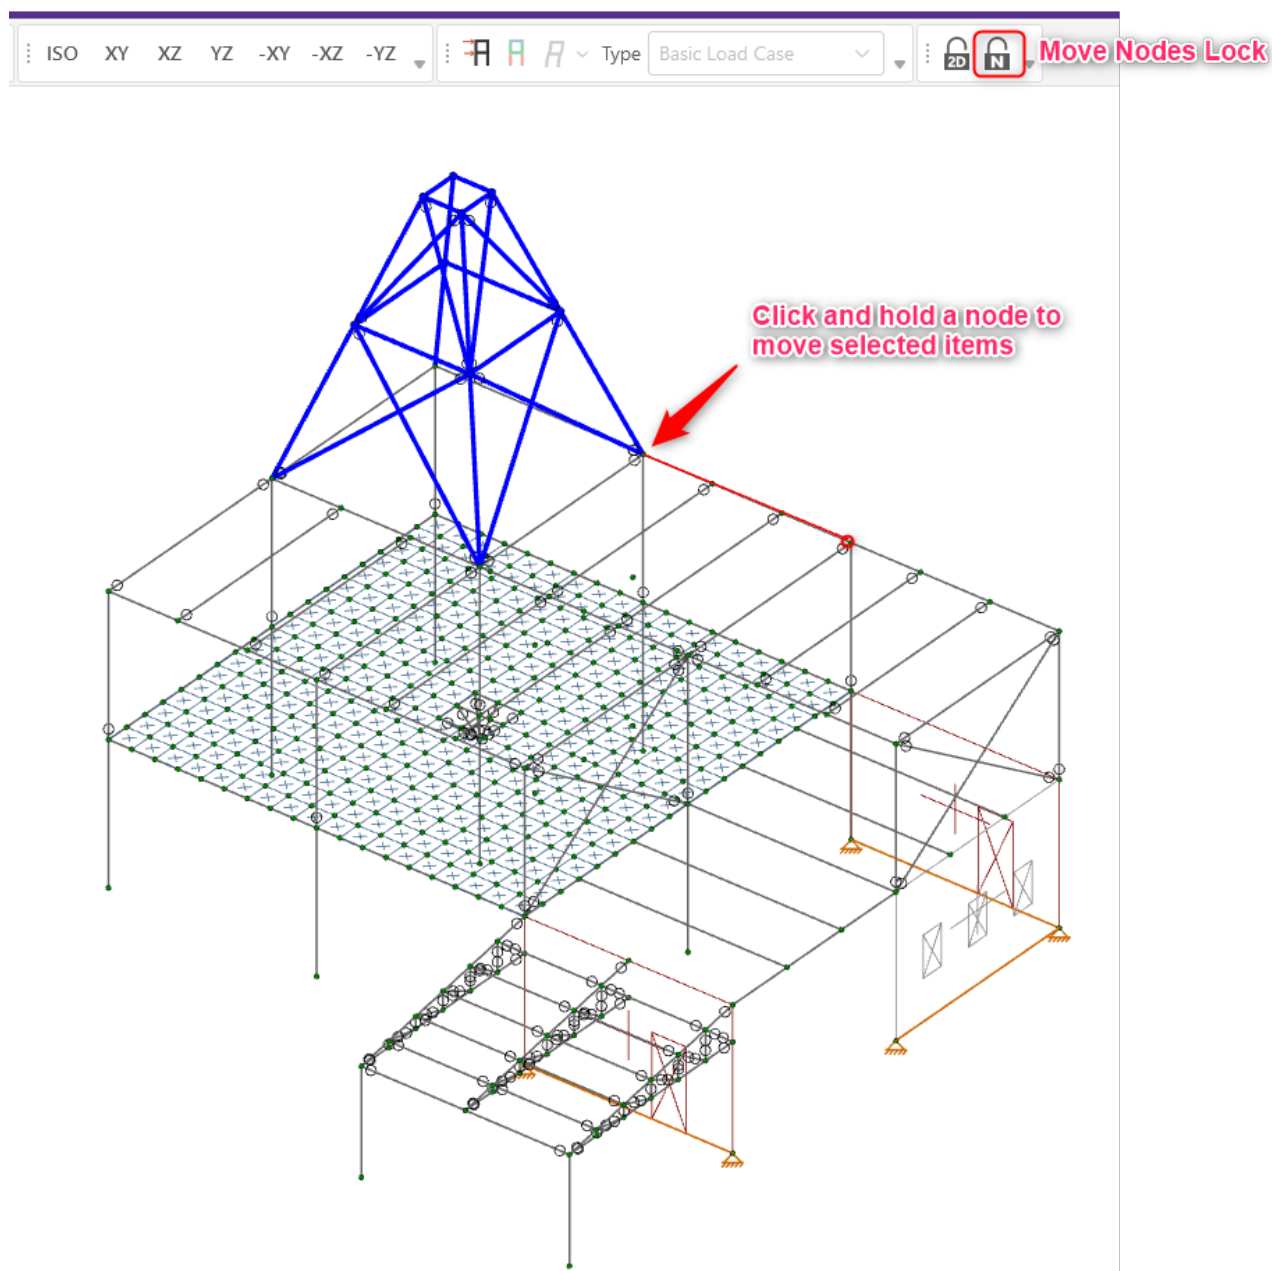 ISO XY XZ YZ -XY -XZ -YZ Type Basic Load Case 2D N Move Nodes Lock
Click and hold a node to
move selected items